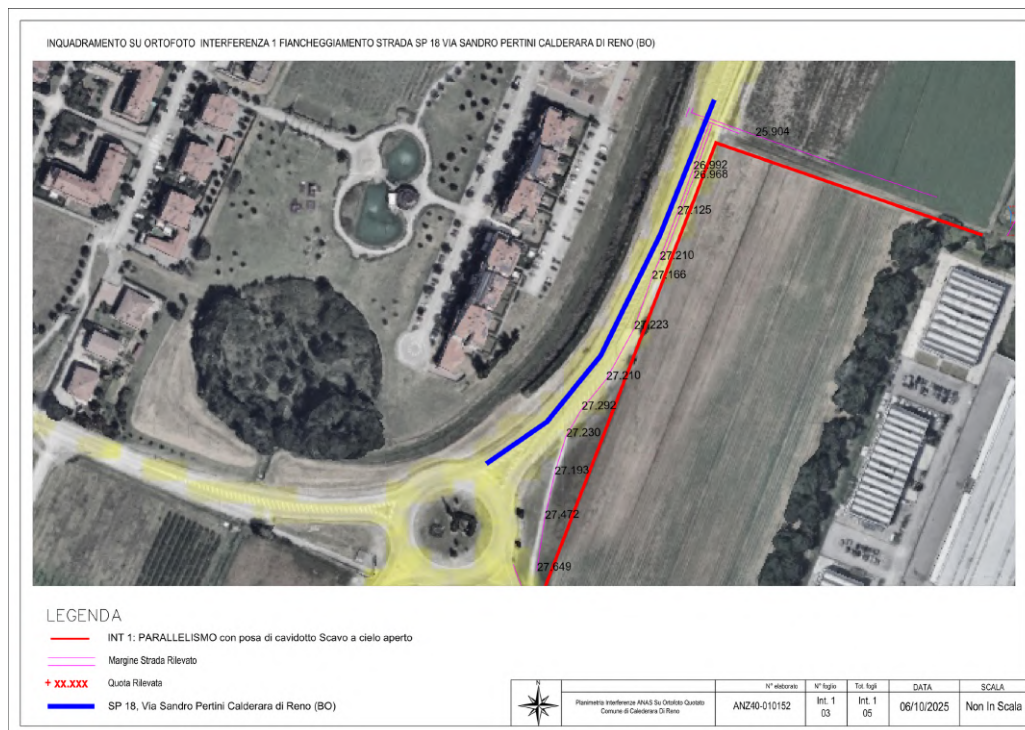 INQUADRAMENTO SU ORTOFOTO INTERFERENZA 1 FIANCHEGGIAMENTO STRADA SP 18 VIA SANDRO PERTINI CALDERARA DI RENO (BO)
25.904
26.992
26.968
27.125
27.210
27.166
27.223
27.210
27.292
27.230
27.193
27.472
27.649
LEGENDA
INT 1: PARALLELISMO con posa di cavidotto Scavo a cielo aperto
Margine Strada Rilevato
+ xx.xxx Quota Rilevata
SP 18, Via Sandro Pertini Calderara di Reno (BO)
N
Planimetria Interferenze ANAS Su Ortofoto Quotato
Comune di Calederara Di Reno
N° elaborato
ANZ40-010152
N° foglio
Int. 1
03
Tot. fogli
Int. 1
05
DATA
06/10/2025
SCALA
Non In Scala